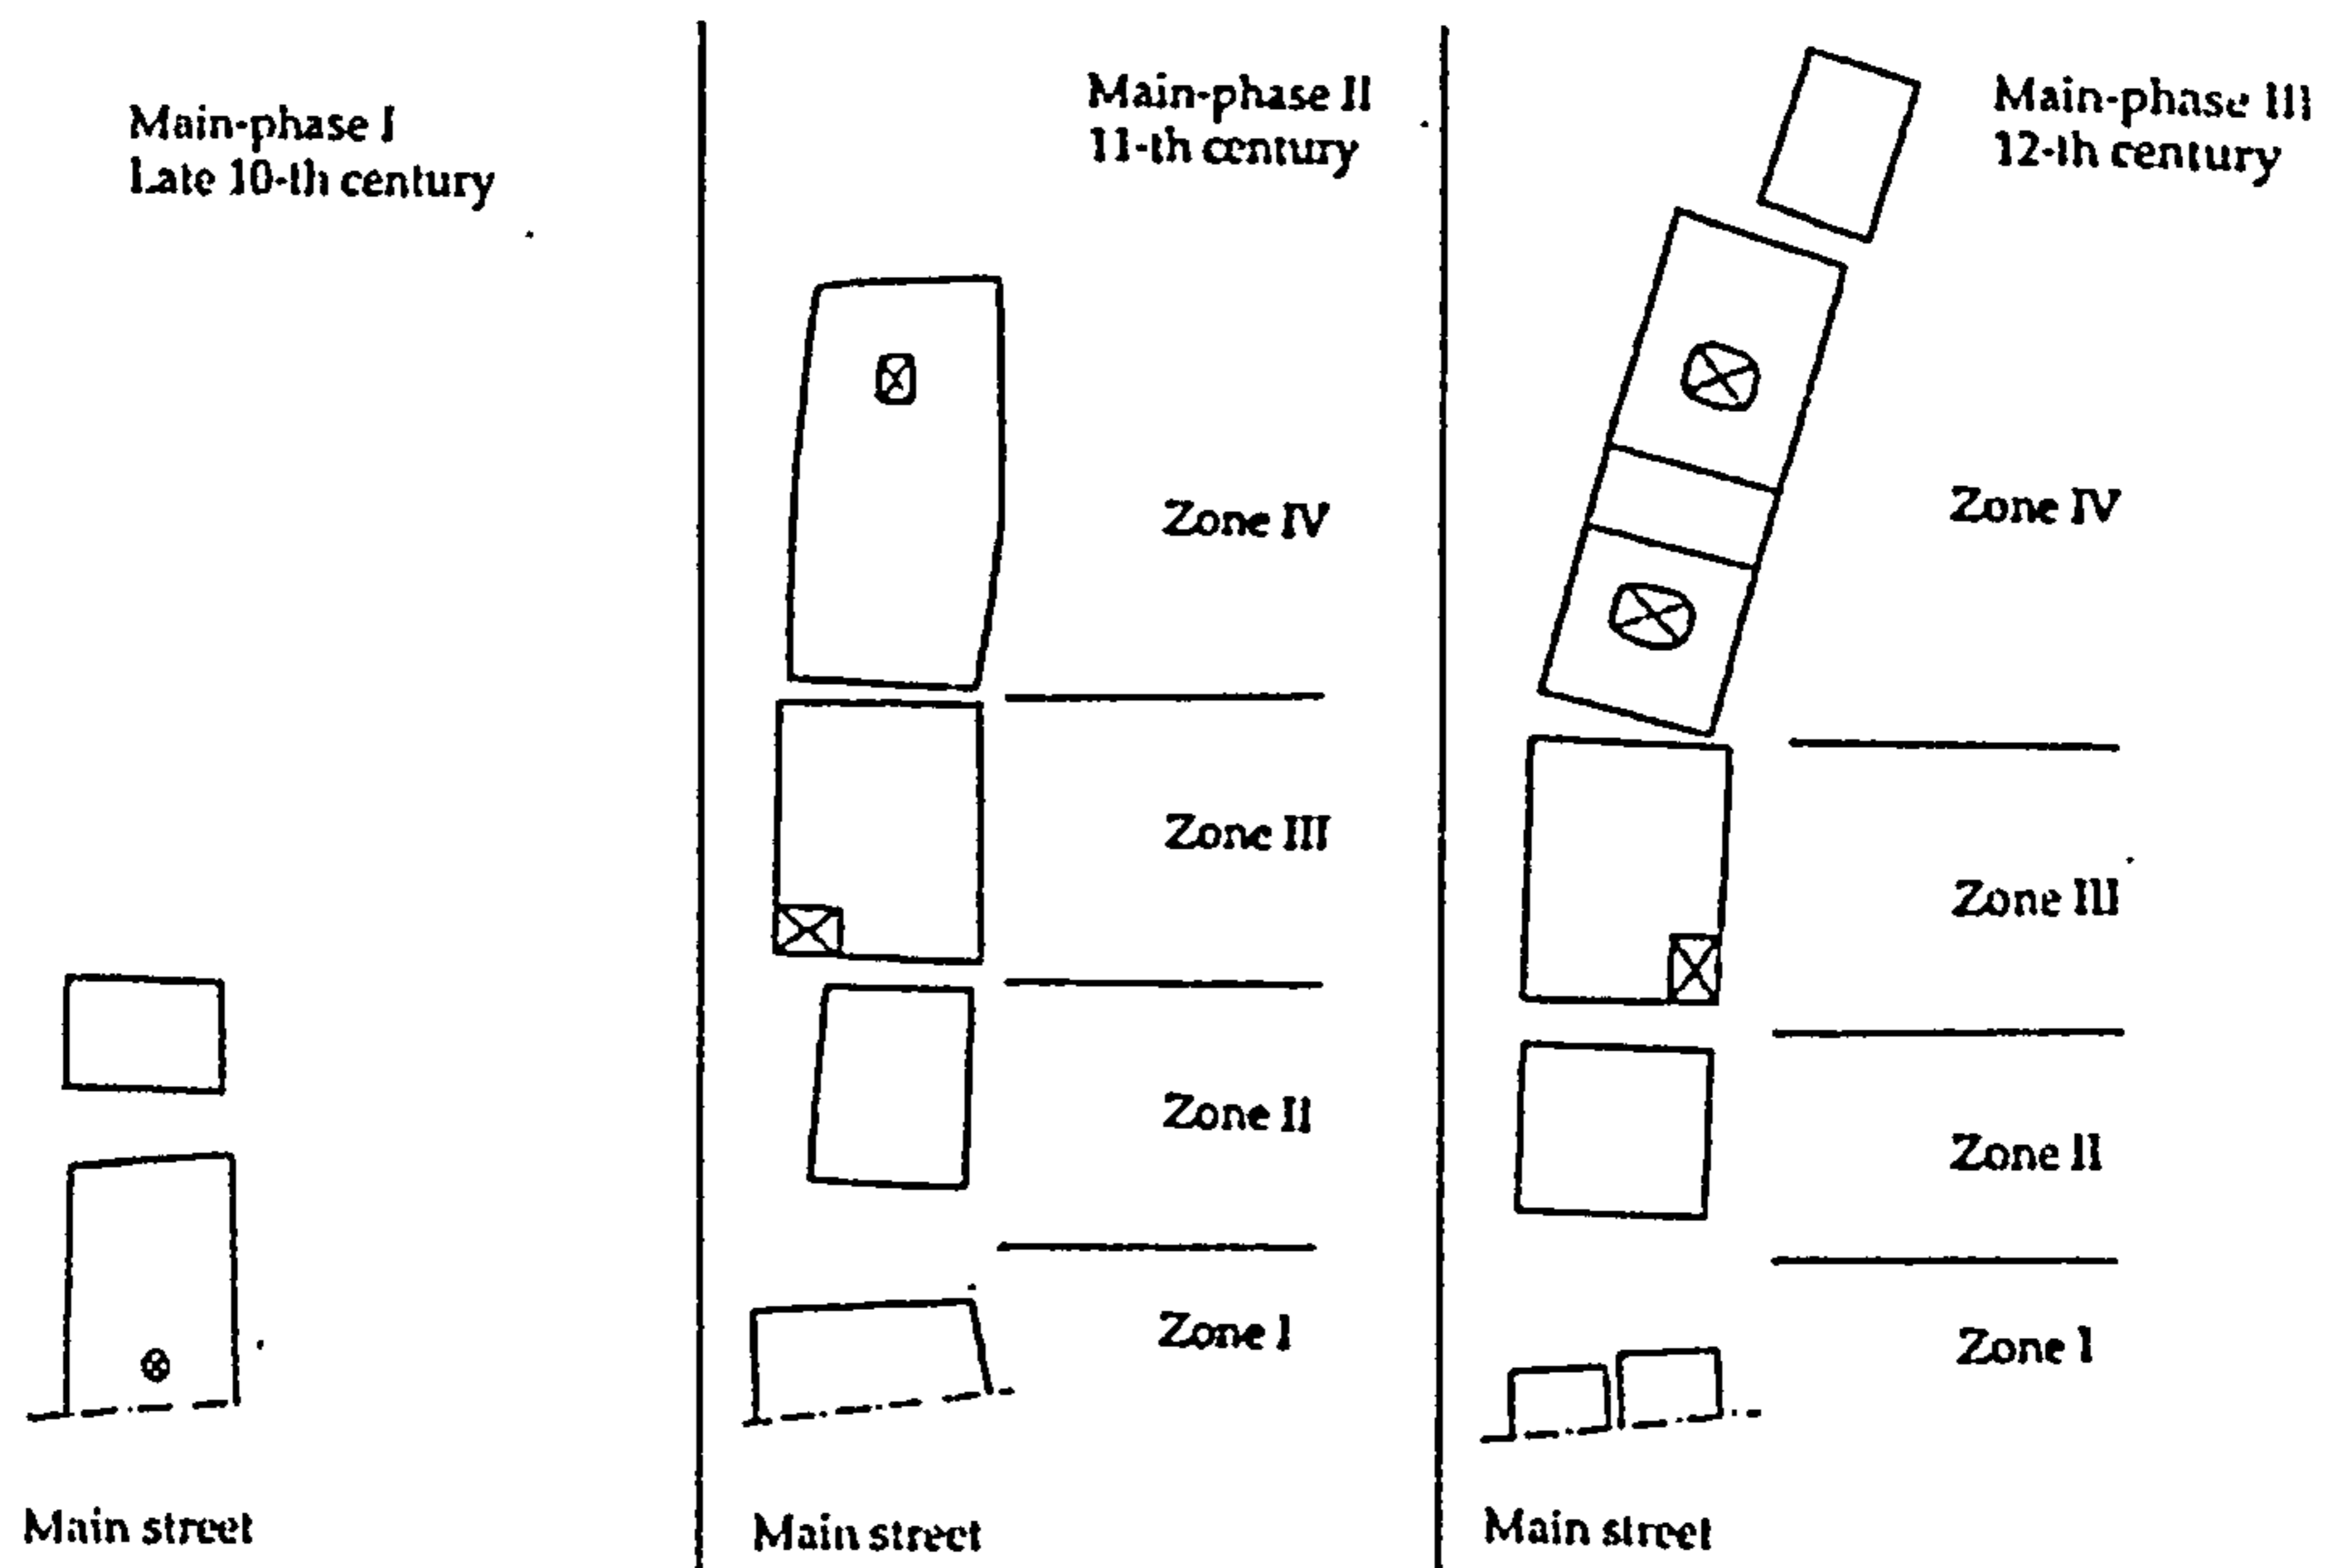 Main-phase I
Late 10-th century
Main street
Main-phase II
11-th century
Zone IV
Zone III
Zone II
Zone I
Main street
Main-phase III
12-th century
Zone IV
Zone III
Zone II
Zone I
Main street